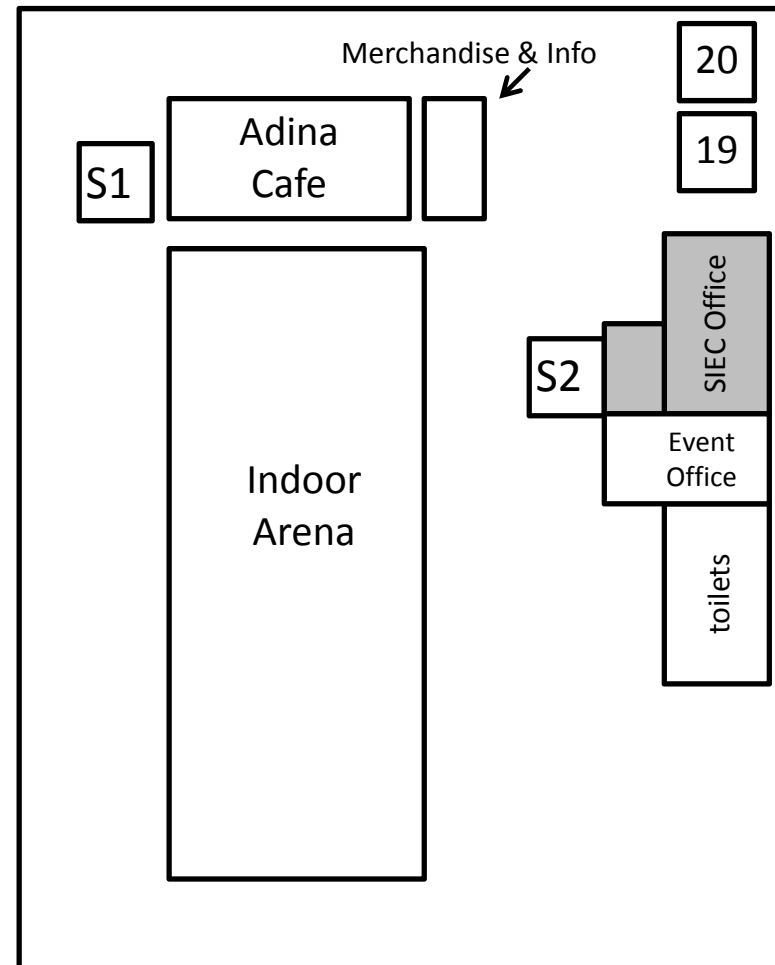 Merchandise & Info
20
Adina
Cafe
19
S1
SIEC Office
S2
Event
Office
Indoor
Arena
toilets